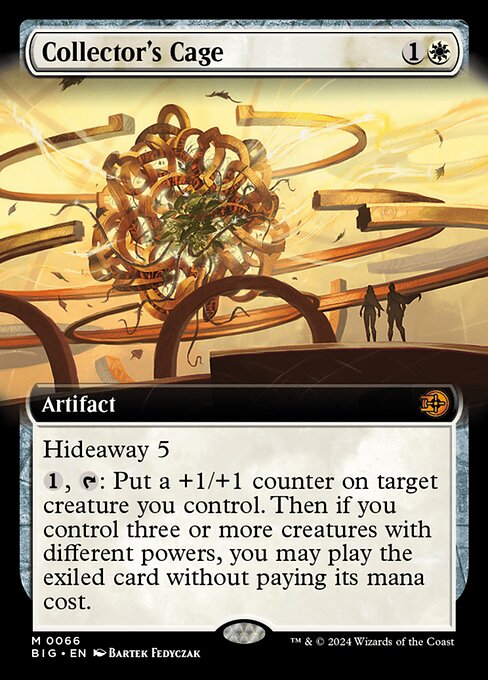 Collector's Cage 1
Artifact
Hideaway 5
1, : Put a +1/+1 counter on target
creature you control. Then if you
control three or more creatures with
different powers, you may play the
exiled card without paying its mana
cost.
M 0066
BIG • EN Bartek Fedyczak
™ & © 2024 Wizards of the Coast